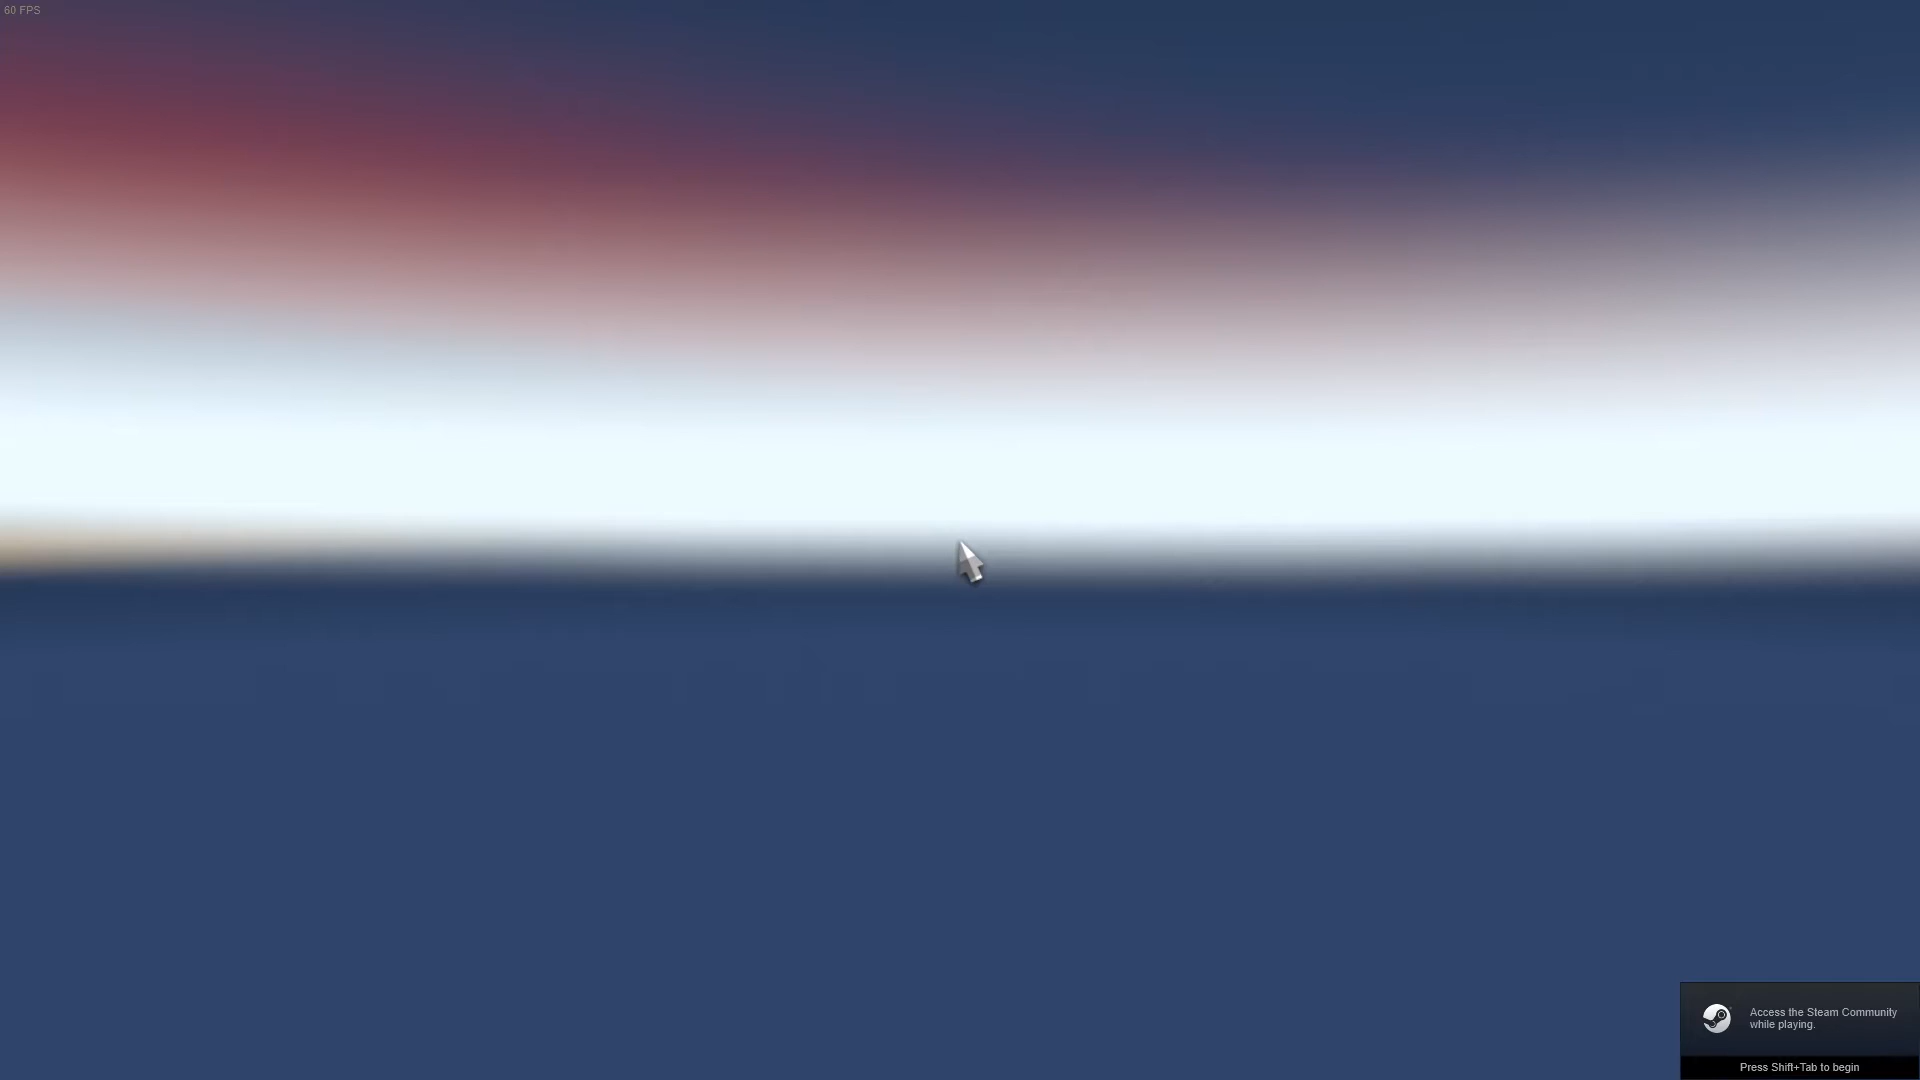 60 FPS
Access the Steam Community
while playing.
Press Shift+Tab to begin